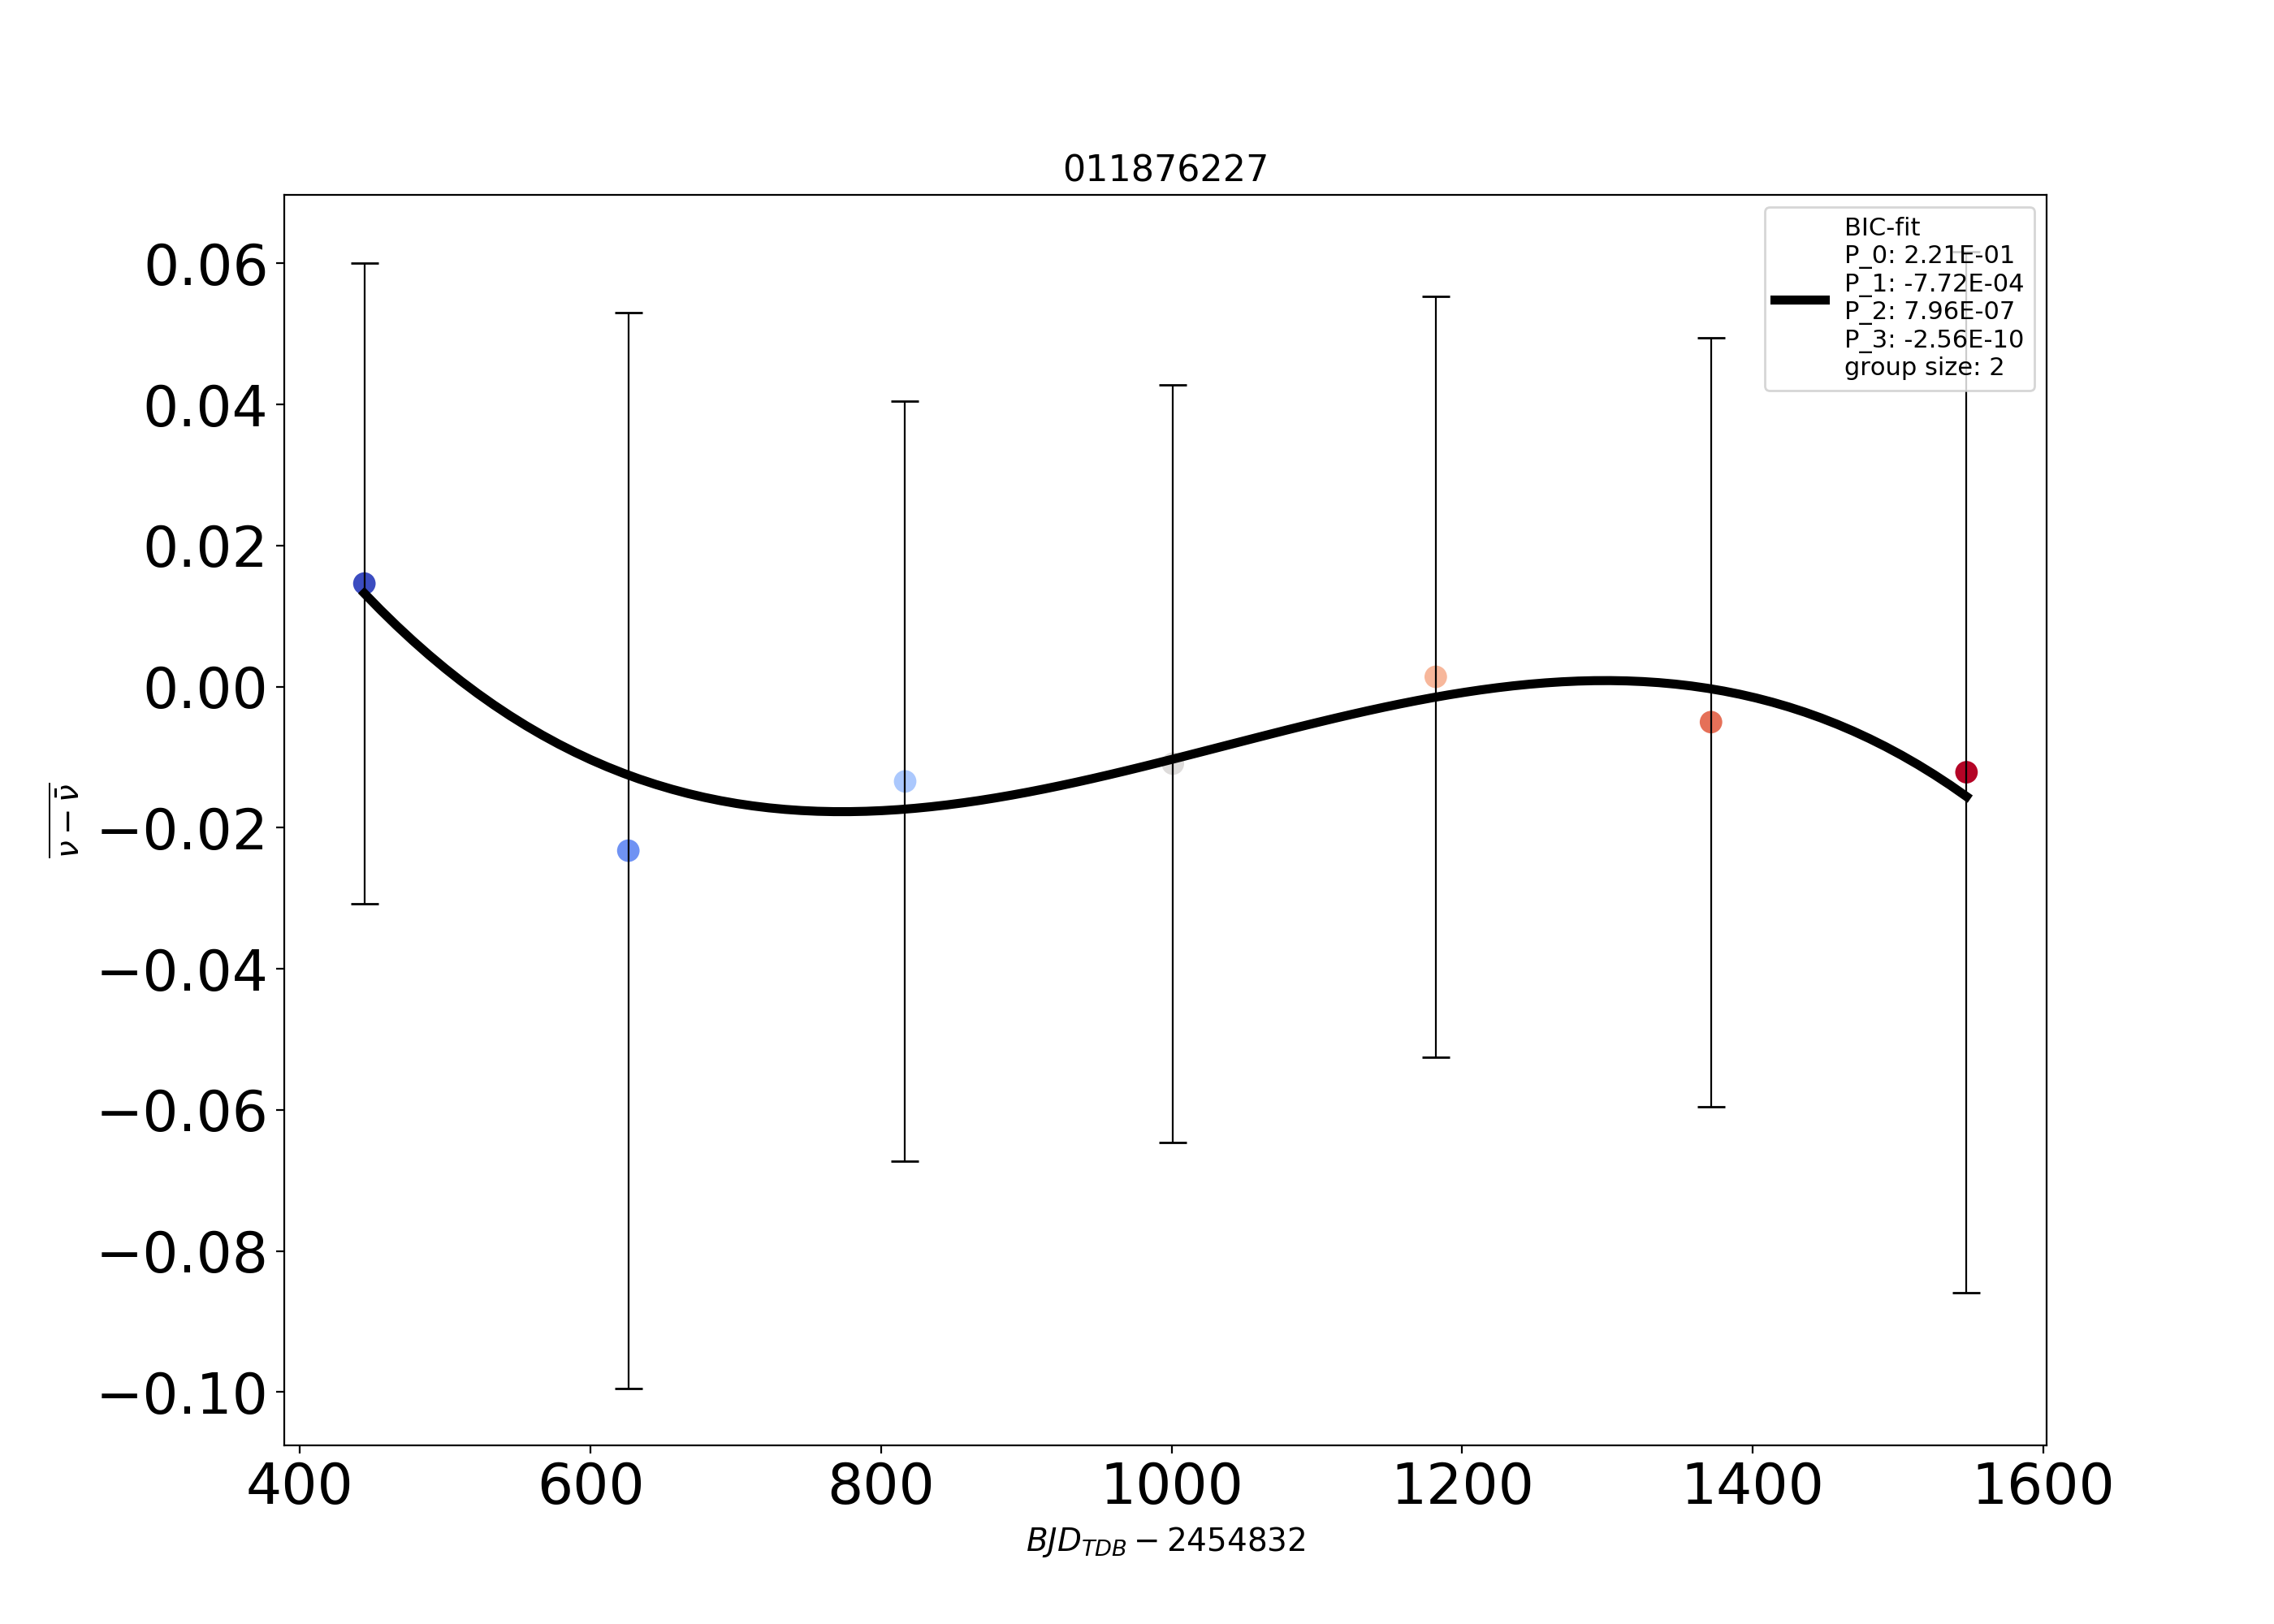 011876227
BIC-fit
P_0: 2.21E-01
P_1: -7.72E-04
P_2: 7.96E-07
P_3: -2.56E-10
group size: 2
0.06
0.04
0.02
0.00
−0.02
−0.04
−0.06
−0.08
−0.10
ν − ν̄
400 600 800 1000 1200 1400 1600
BJD_TDB − 2454832